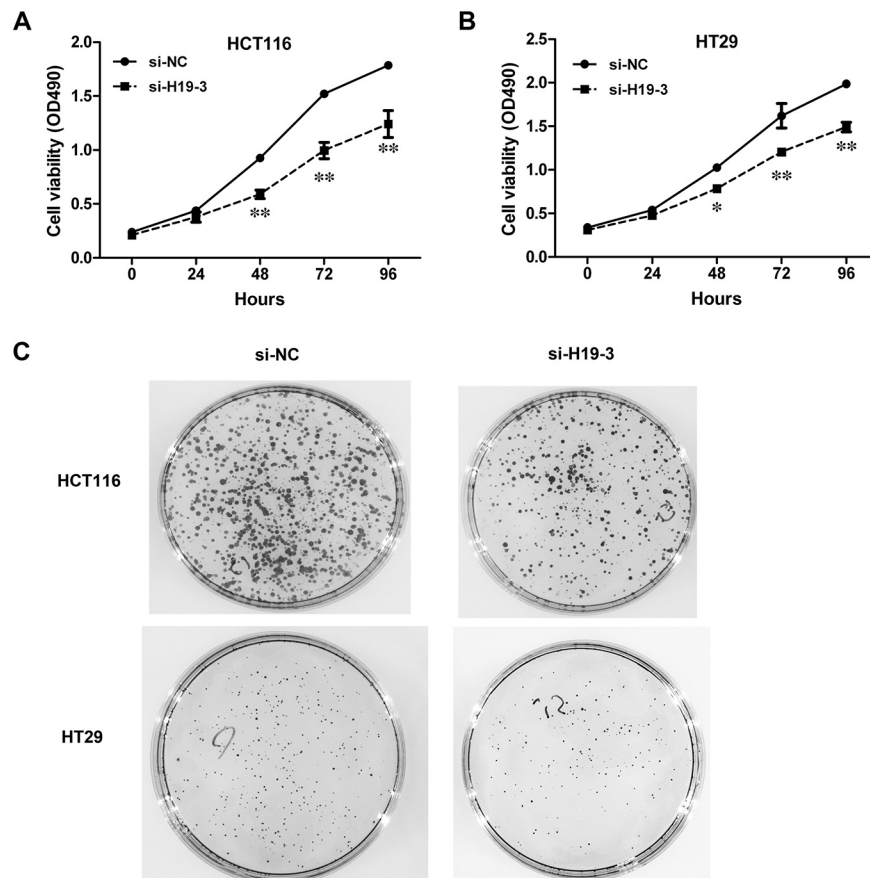 A
HCT116
si-NC
si-H19-3
Cell viability (OD490)
2.0
1.5
1.0
0.5
0.0
**
**
**
0
24
48
72
96
Hours
B
HT29
si-NC
si-H19-3
Cell viability (OD490)
2.5
2.0
1.5
1.0
0.5
0.0
*
**
**
0
24
48
72
96
Hours
C
si-NC
si-H19-3
HCT116
HT29